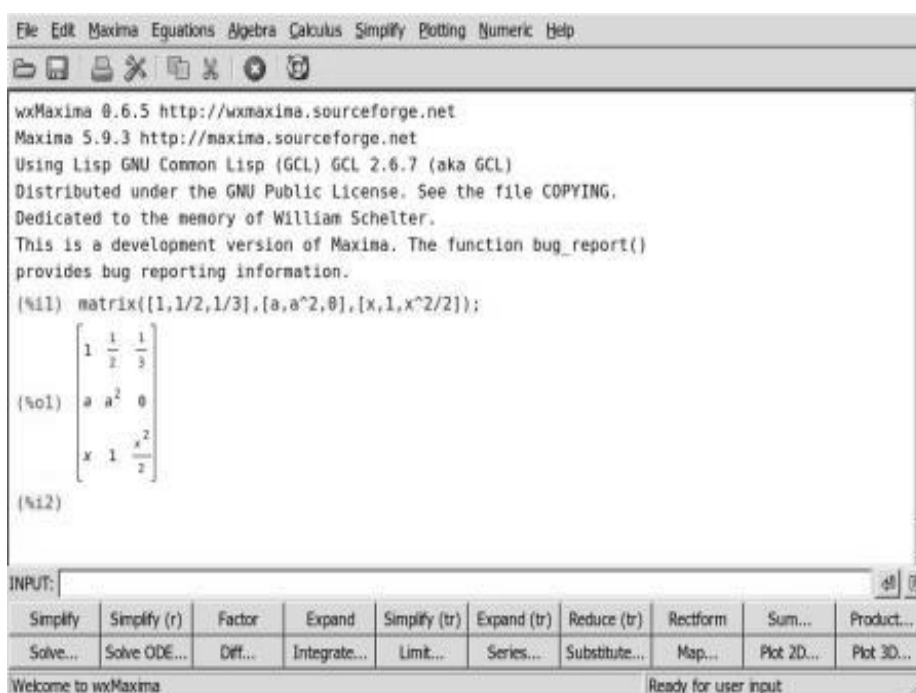 File Edit Maxima Equations Algebra Calculus Simplify Plotting Numeric Help
wxMaxima 0.6.5 http://wxmaxima.sourceforge.net
Maxima 5.9.3 http://maxima.sourceforge.net
Using Lisp GNU Common Lisp (GCL) GCL 2.6.7 (aka GCL)
Distributed under the GNU Public License. See the file COPYING.
Dedicated to the memory of William Schelter.
This is a development version of Maxima. The function bug_report()
provides bug reporting information.
(%i1) matrix([1,1/2,1/3],[a,a^2,0],[x,1,x^2/2]);
1 1/2 1/3
(%o1) a a² 0
x 1 x²/2
(%i2)
INPUT:
Simplify Simplify (r) Factor Expand Simplify (tr) Expand (tr) Reduce (tr) Rectform Sum... Product...
Solve... Solve ODE... Diff... Integrate... Limit... Series... Substitute... Map... Plot 2D... Plot 3D...
Welcome to wxMaxima Ready for user input